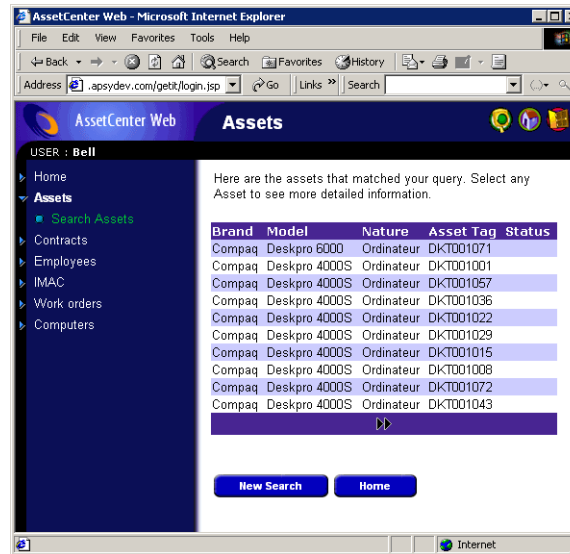 AssetCenter Web - Microsoft Internet Explorer
File Edit View Favorites Tools Help
Back Search Favorites History
Address .apsydev.com/getit/login.jsp Go Links » Search
AssetCenter Web Assets
USER : Bell
Home
Assets
Search Assets
Contracts
Employees
IMAC
Work orders
Computers
Here are the assets that matched your query. Select any
Asset to see more detailed information.
Brand Model Nature Asset Tag Status
Compaq Deskpro 6000 Ordinateur DKT001071
Compaq Deskpro 4000S Ordinateur DKT001001
Compaq Deskpro 4000S Ordinateur DKT001057
Compaq Deskpro 4000S Ordinateur DKT001036
Compaq Deskpro 4000S Ordinateur DKT001022
Compaq Deskpro 4000S Ordinateur DKT001029
Compaq Deskpro 4000S Ordinateur DKT001015
Compaq Deskpro 4000S Ordinateur DKT001008
Compaq Deskpro 4000S Ordinateur DKT001072
Compaq Deskpro 4000S Ordinateur DKT001043
New Search Home
Internet